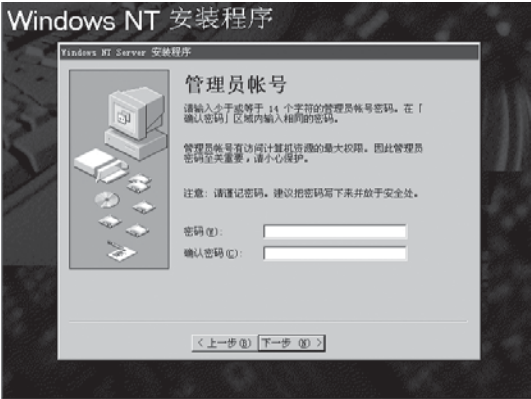 Windows NT 安装程序
Windows NT Server 安装程序
管理员帐号
请输入少于或等于 14 个字符的管理员帐号密码。在「
确认密码」区域内输入相同的密码。
管理员帐号有访问计算机资源的最大权限。因此管理员
密码至关重要，请小心保护。
注意: 请谨记密码。建议把密码写下来并放于安全处。
密码(P):
确认密码(C):
< 上一步(B) 下一步 (N) >